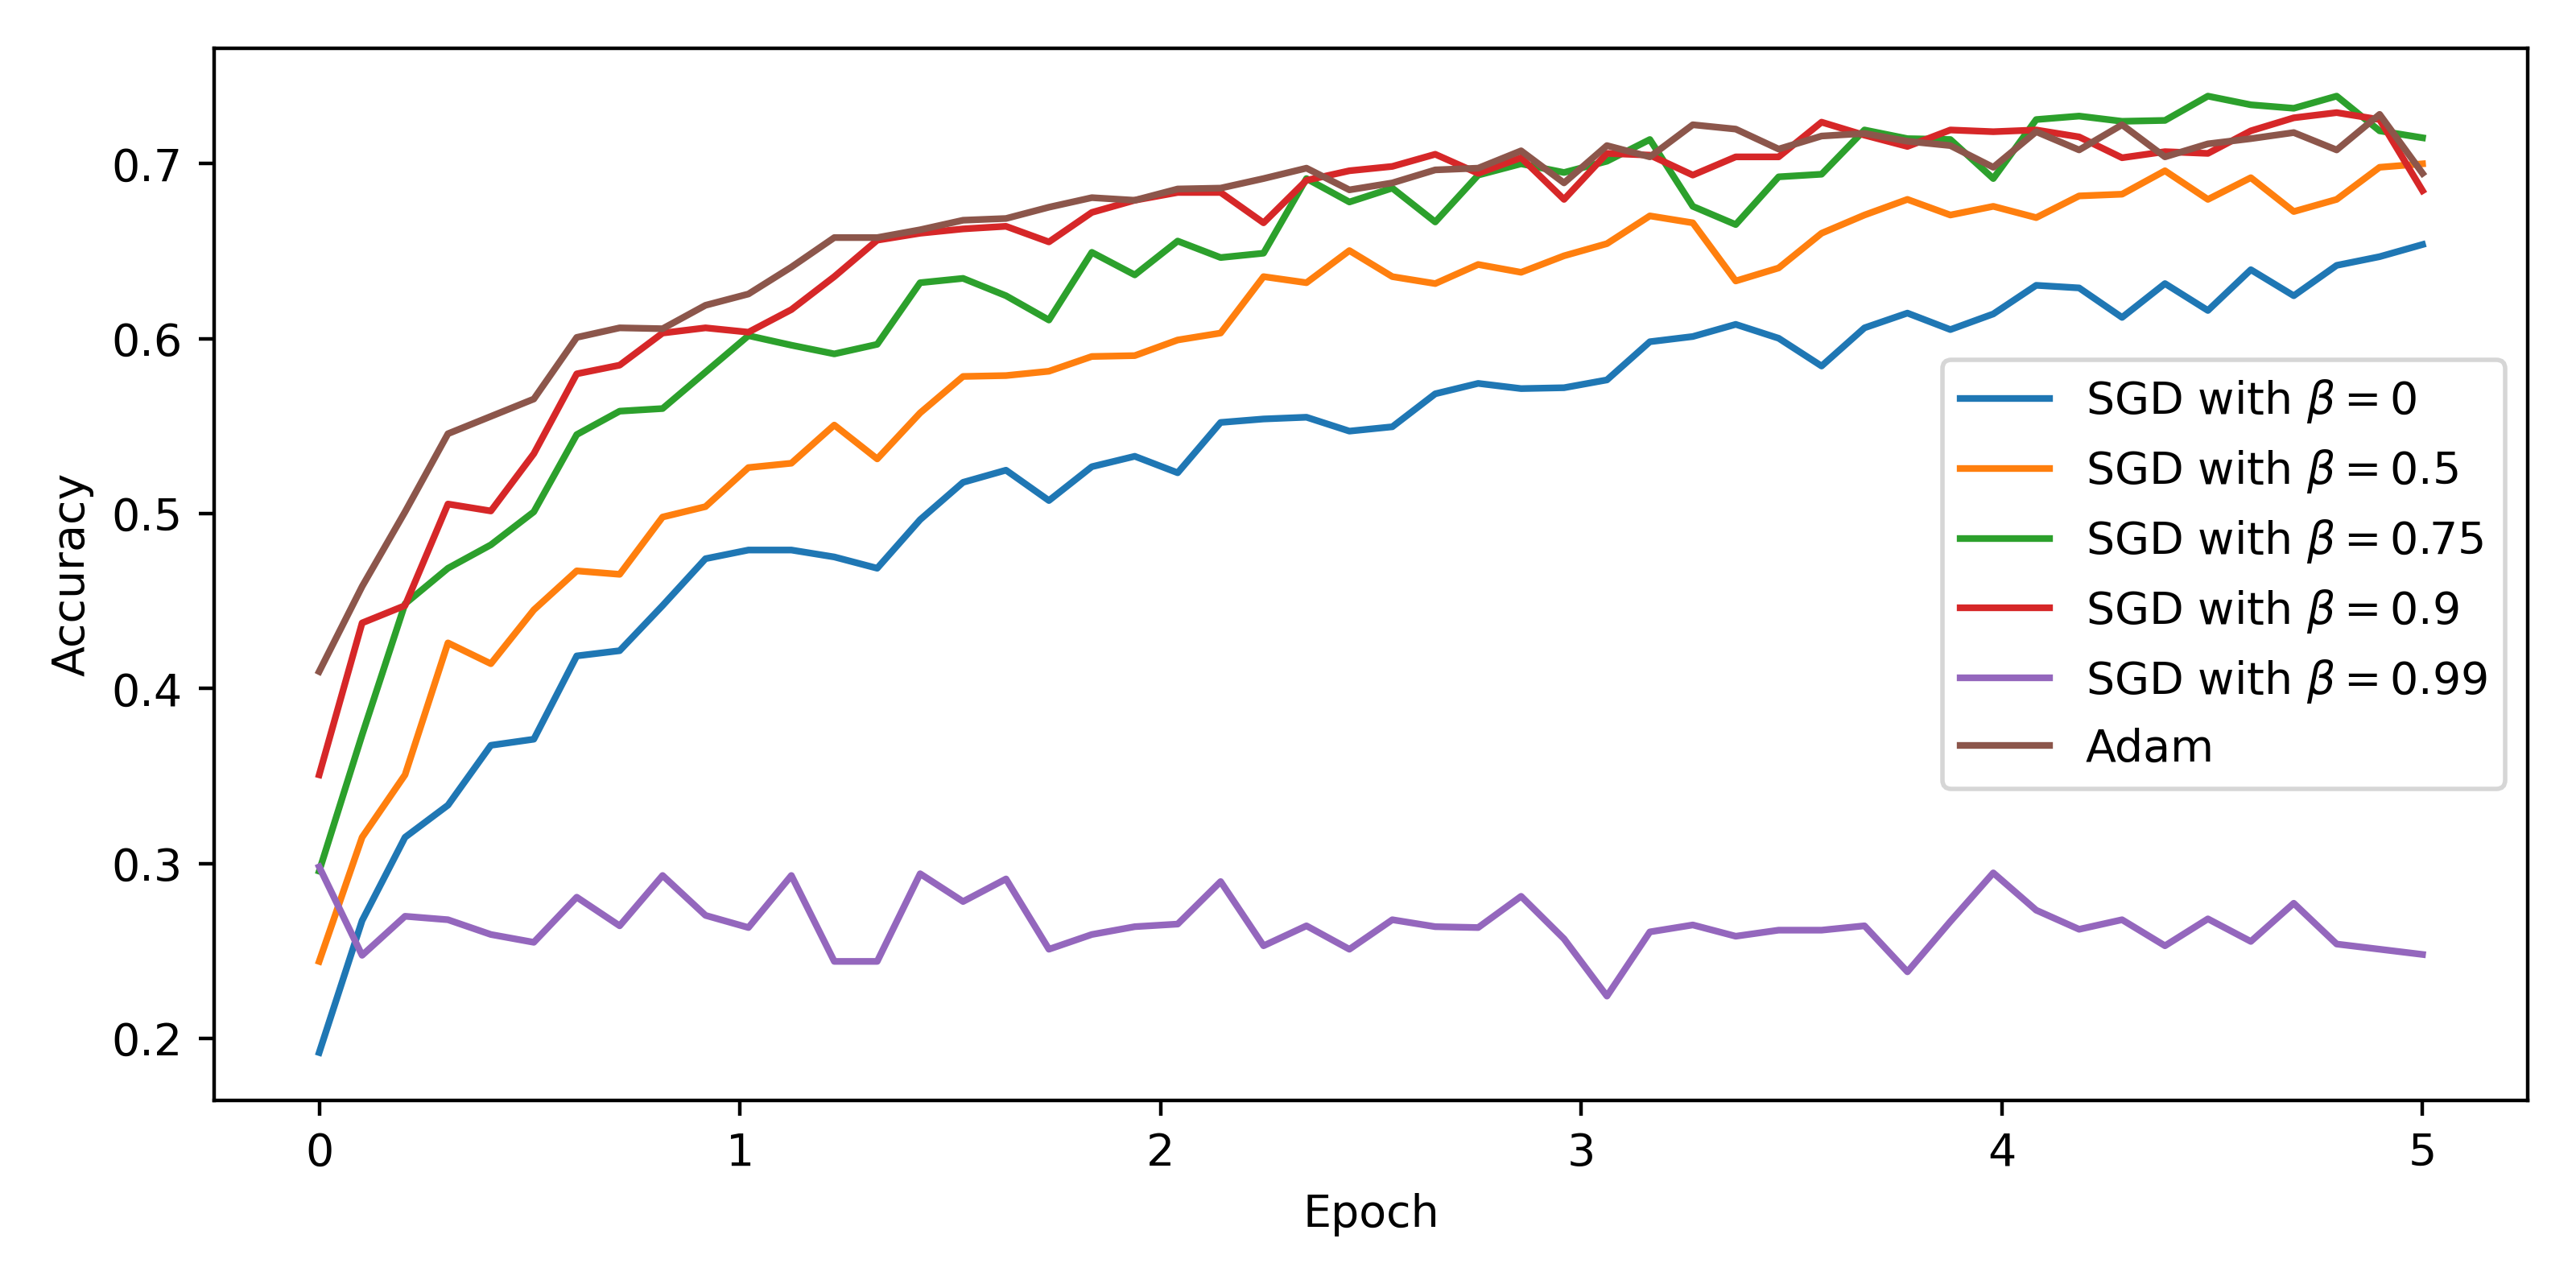 Accuracy
0.7
0.6
0.5
0.4
0.3
0.2
0 1 2 3 4 5
Epoch
SGD with β = 0
SGD with β = 0.5
SGD with β = 0.75
SGD with β = 0.9
SGD with β = 0.99
Adam